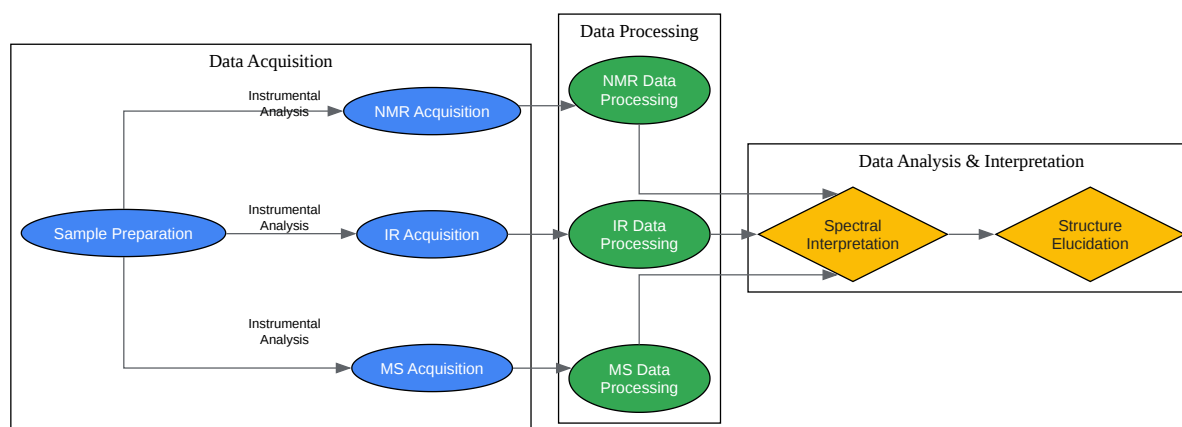 Data Acquisition
Instrumental
Analysis
NMR Acquisition
Sample Preparation
Instrumental
Analysis
IR Acquisition
Instrumental
Analysis
MS Acquisition
Data Processing
NMR Data
Processing
IR Data
Processing
MS Data
Processing
Data Analysis & Interpretation
Spectral
Interpretation
Structure
Elucidation